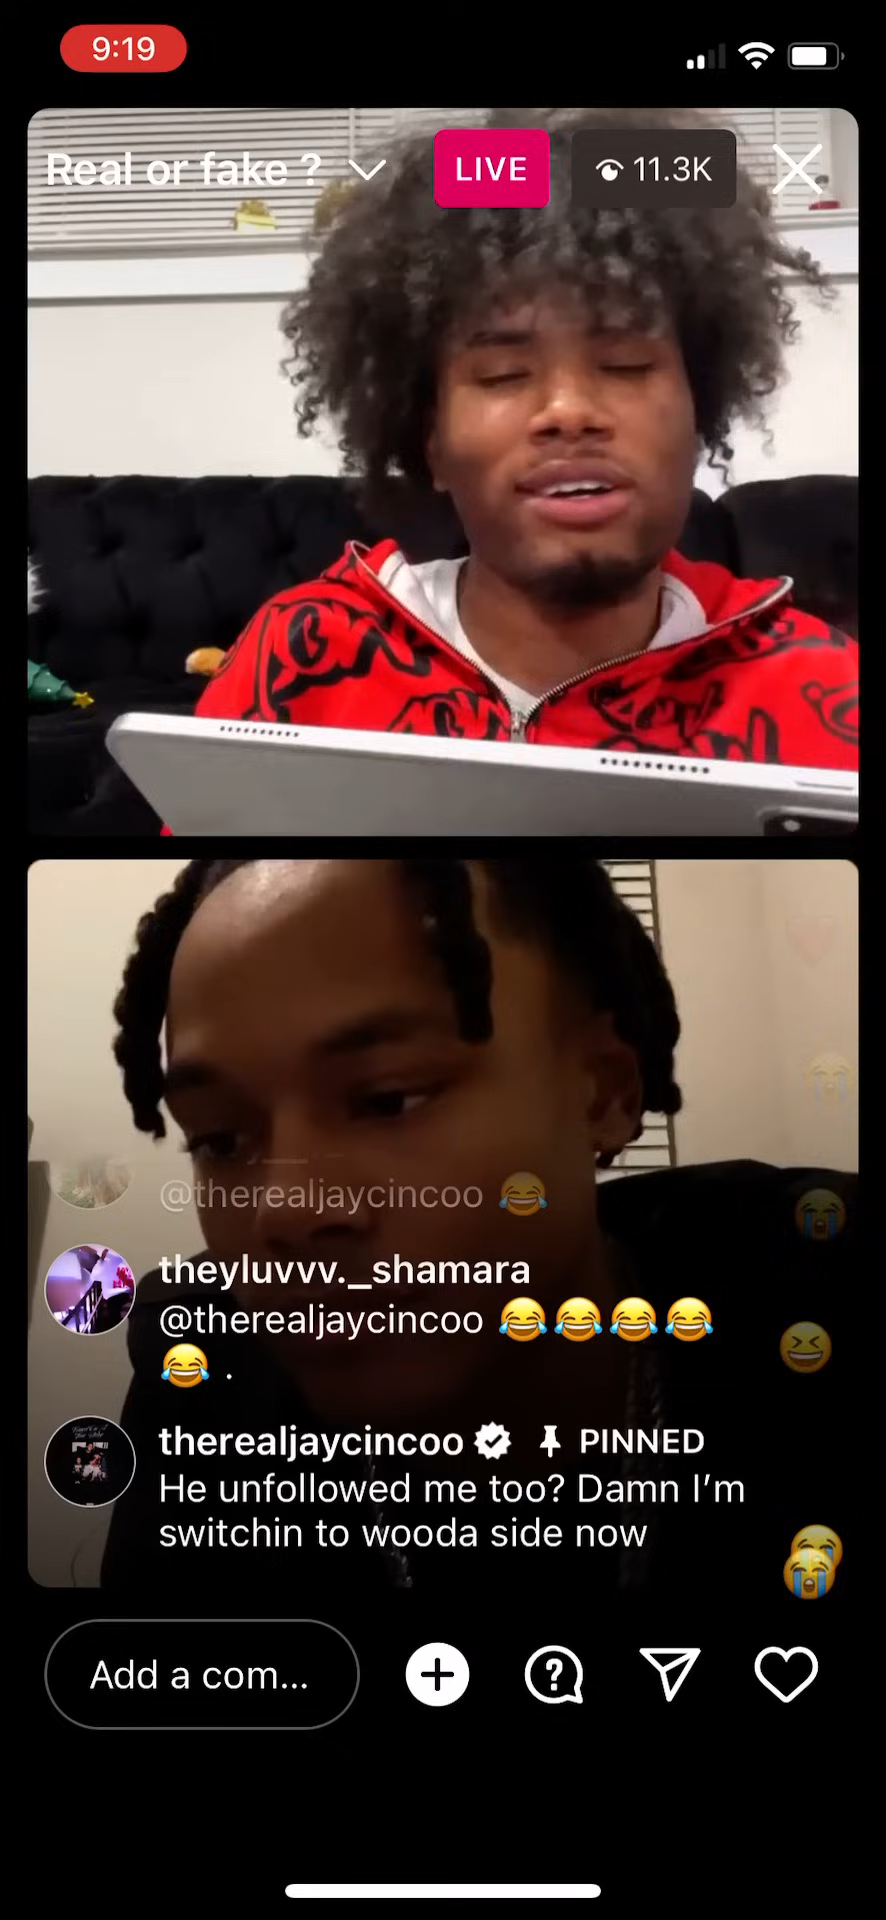 9:19
Real or fake ?
LIVE
11.3K
@therealjaycincoo 😂
theyluvvv._shamara
@therealjaycincoo 😂😂😂😂
😂 .
therealjaycincoo PINNED
He unfollowed me too? Damn I’m
switchin to wooda side now
Add a com...